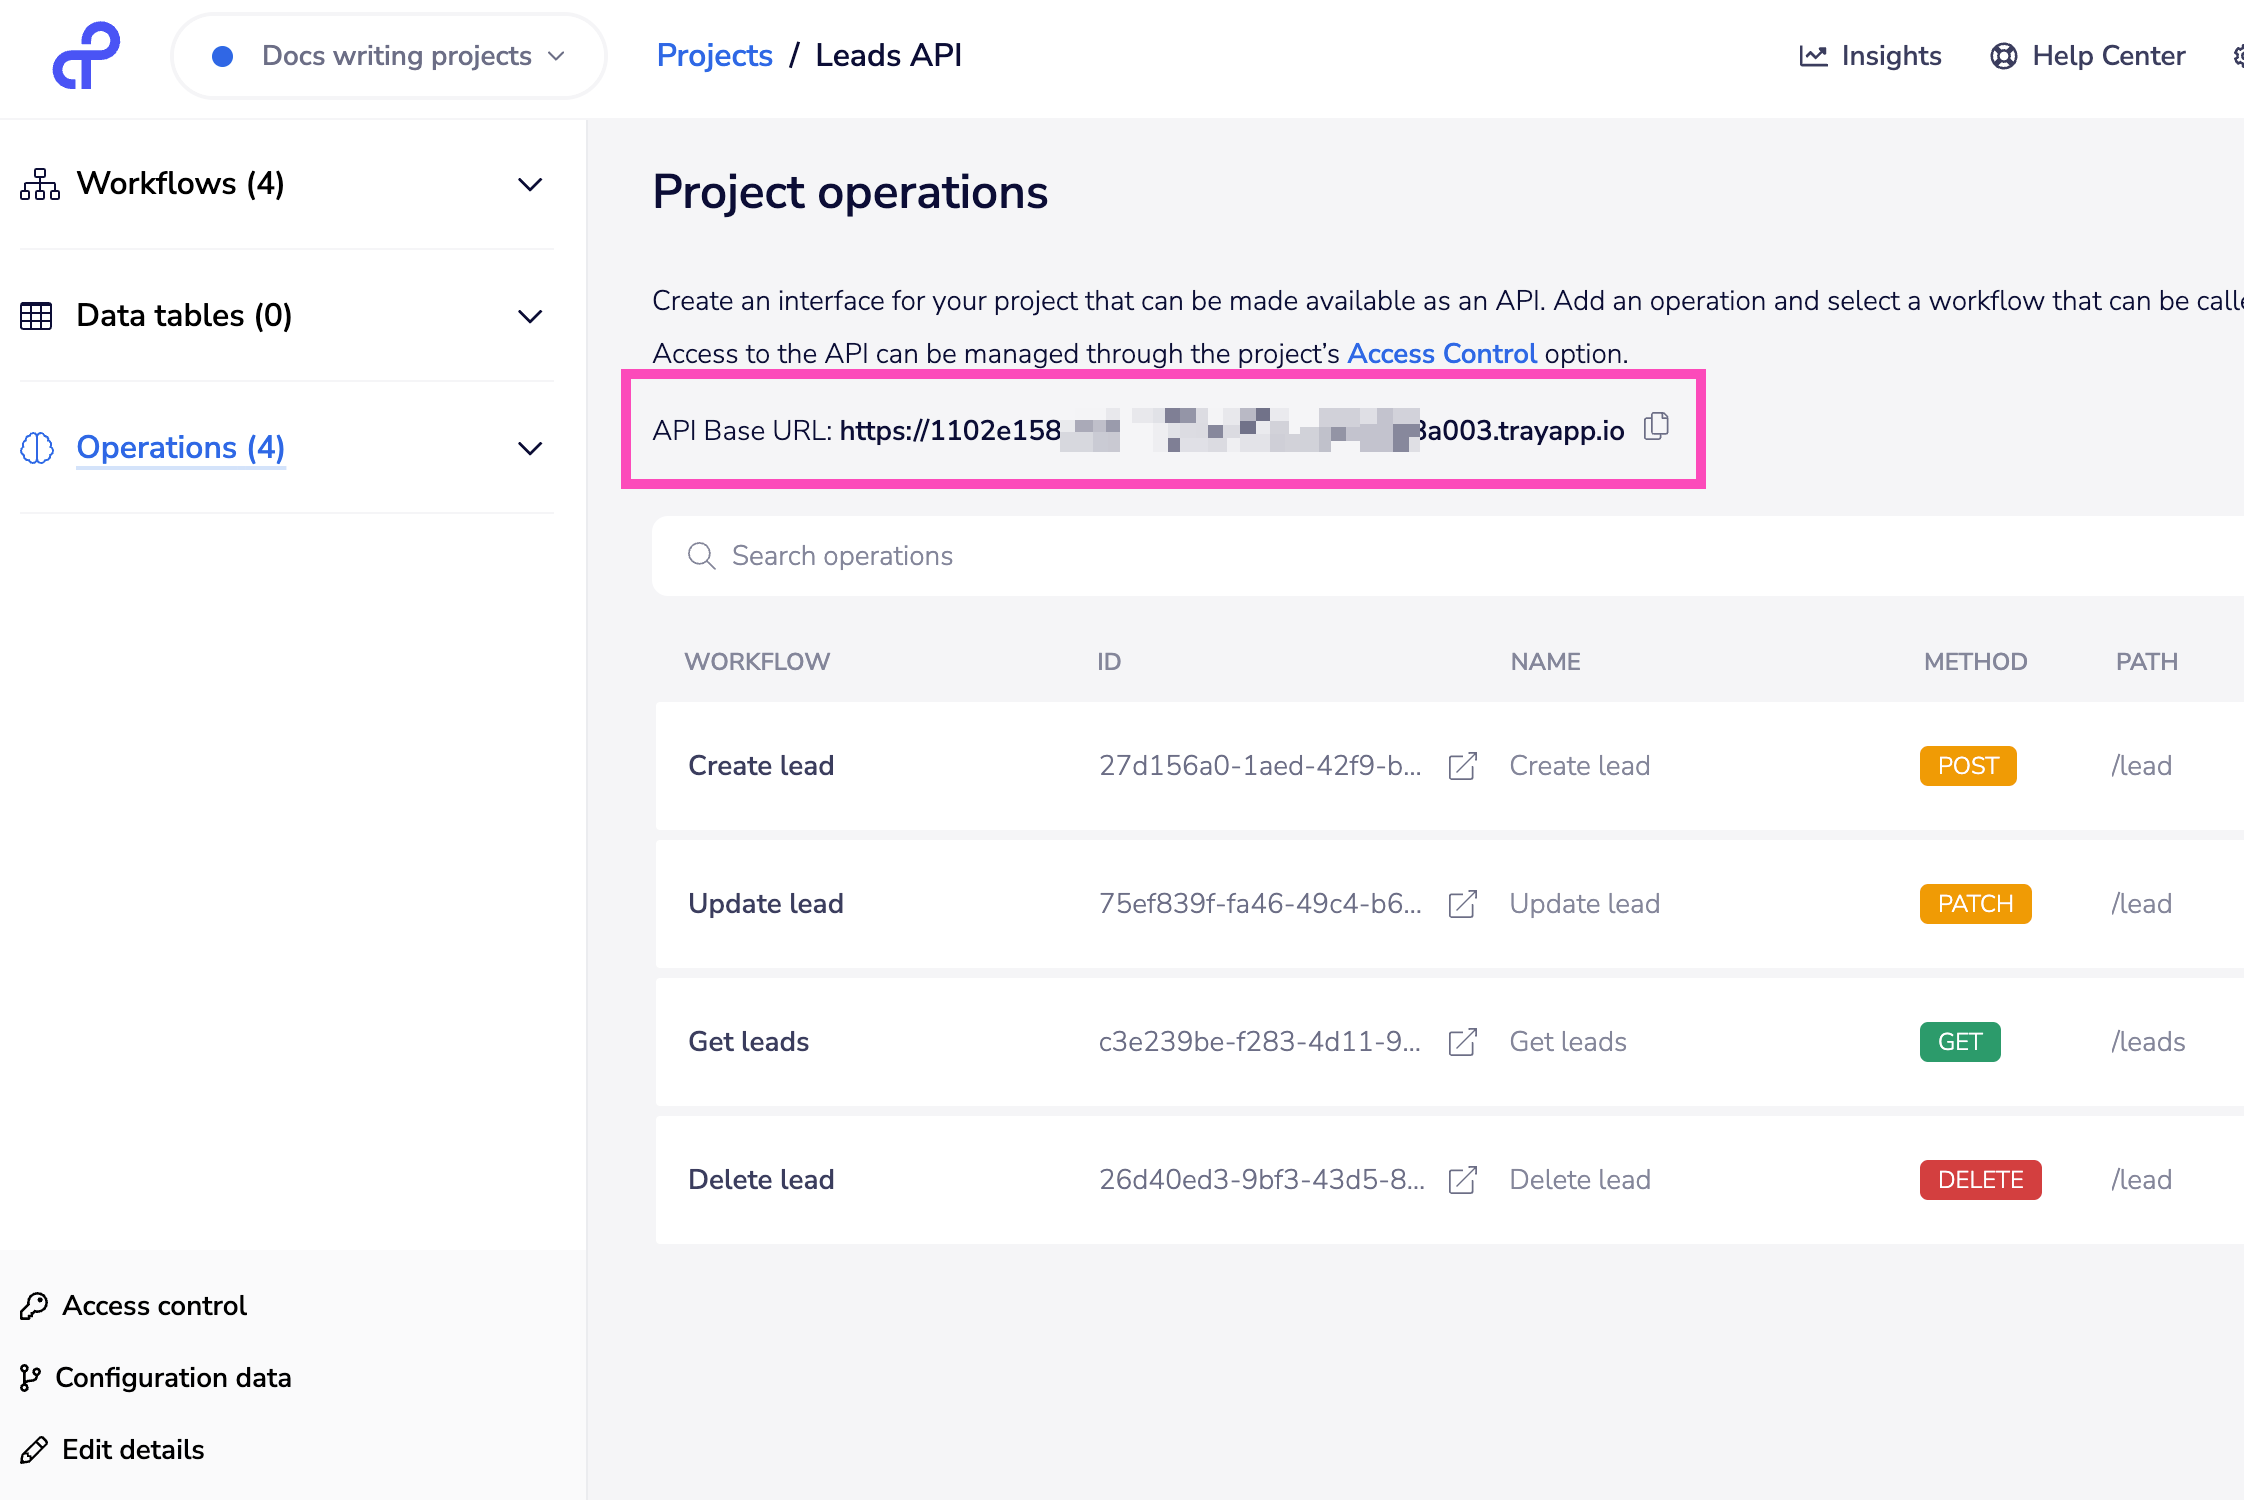 Docs writing projects
Projects / Leads API
Insights
Help Center
Workflows (4)
Data tables (0)
Operations (4)
Access control
Configuration data
Edit details
Project operations
Create an interface for your project that can be made available as an API. Add an operation and select a workflow that can be
Access to the API can be managed through the project's Access Control option.
API Base URL: https://1102e158 a003.trayapp.io
Search operations
WORKFLOW ID NAME METHOD PATH
Create lead 27d156a0-1aed-42f9-b... Create lead POST /lead
Update lead 75ef839f-fa46-49c4-b6... Update lead PATCH /lead
Get leads c3e239be-f283-4d11-9... Get leads GET /leads
Delete lead 26d40ed3-9bf3-43d5-8... Delete lead DELETE /lead